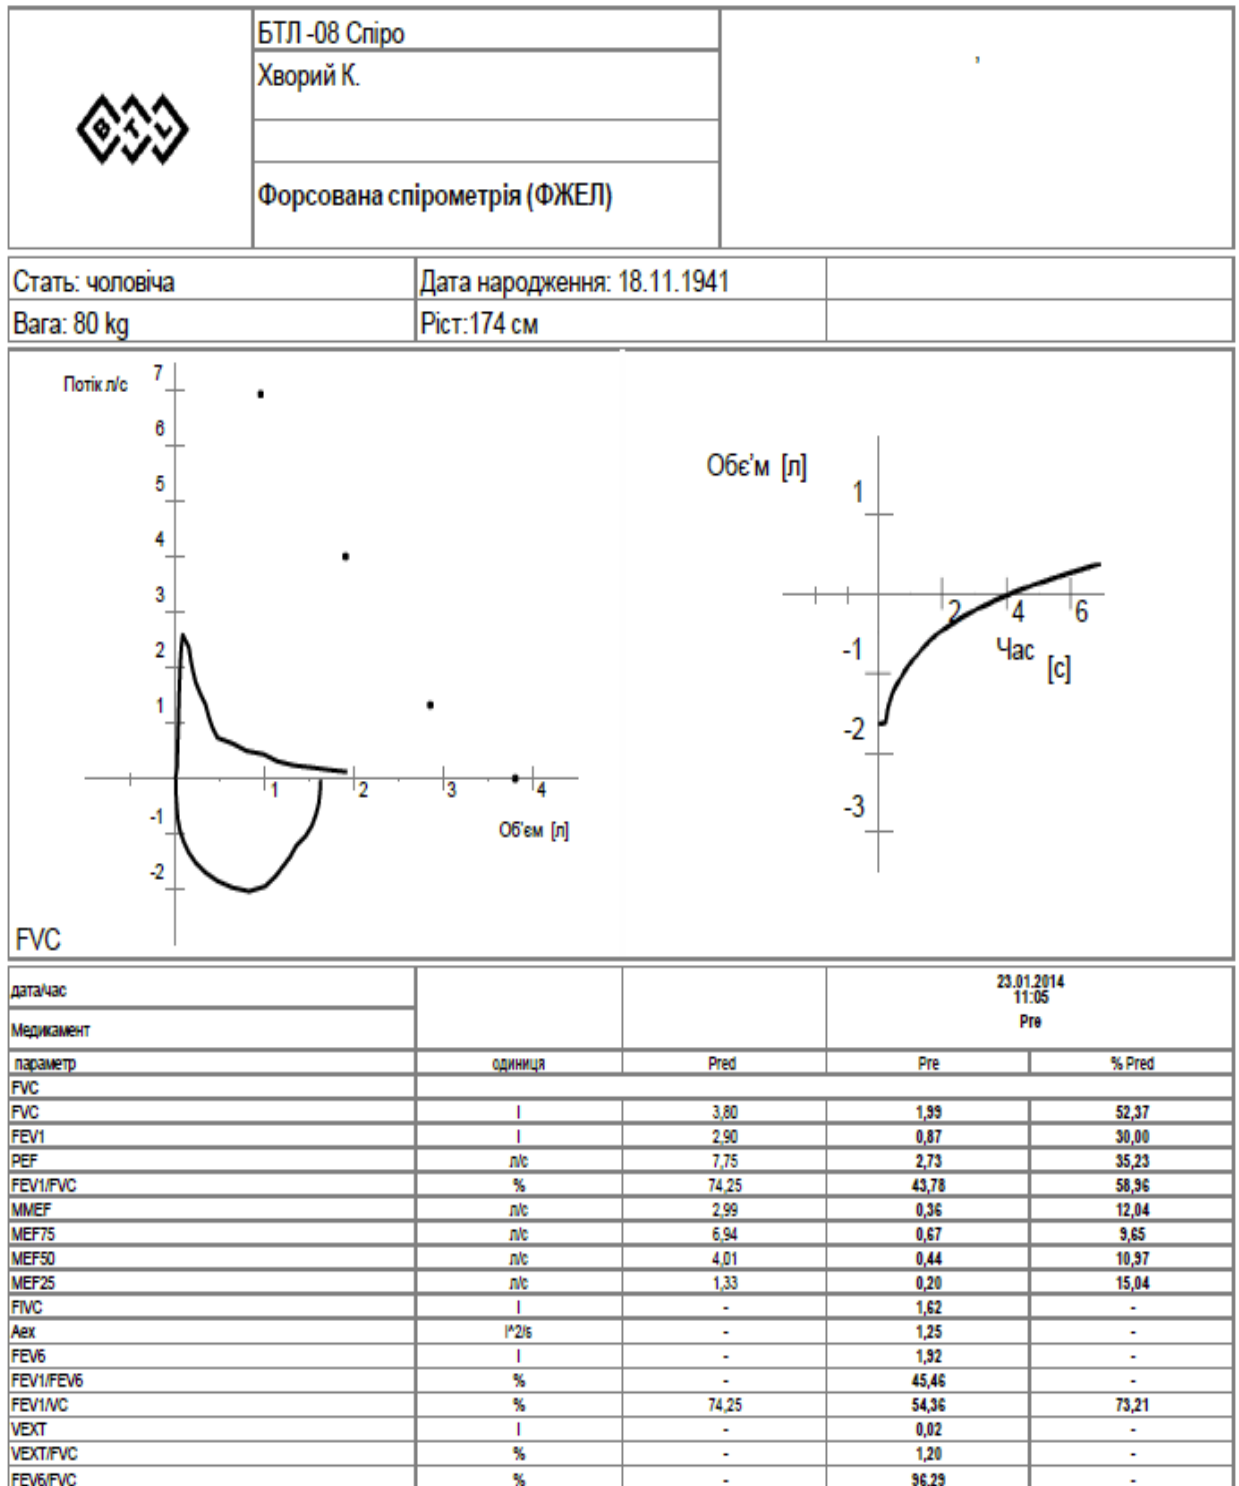 БТЛ -08 Спіро
Хворий К.
,
BTL
Форсована спірометрія (ФЖЕЛ)
Стать: чоловіча Дата народження: 18.11.1941
Вага: 80 kg Ріст:174 см
Потік л/с
7
6
5
4
3
2
1
-1
-2
1 2 3 4
Об'єм [л]
FVC
Обє'м [л]
1
-1
-2
-3
2 4 6
Час [с]
дата/час 23.01.2014
11:05
Медикамент Pre
параметр одиниця Pred Pre % Pred
FVC
FVC l 3,80 1,99 52,37
FEV1 l 2,90 0,87 30,00
PEF л/с 7,75 2,73 35,23
FEV1/FVC % 74,25 43,78 58,96
MMEF л/с 2,99 0,36 12,04
MEF75 л/с 6,94 0,67 9,65
MEF50 л/с 4,01 0,44 10,97
MEF25 л/с 1,33 0,20 15,04
FIVC l - 1,62 -
Aex l^2/s - 1,25 -
FEV6 l - 1,92 -
FEV1/FEV6 % - 45,46 -
FEV1/VC % 74,25 54,36 73,21
VEXT l - 0,02 -
VEXT/FVC % - 1,20 -
FEV6/FVC % - 96,29 -